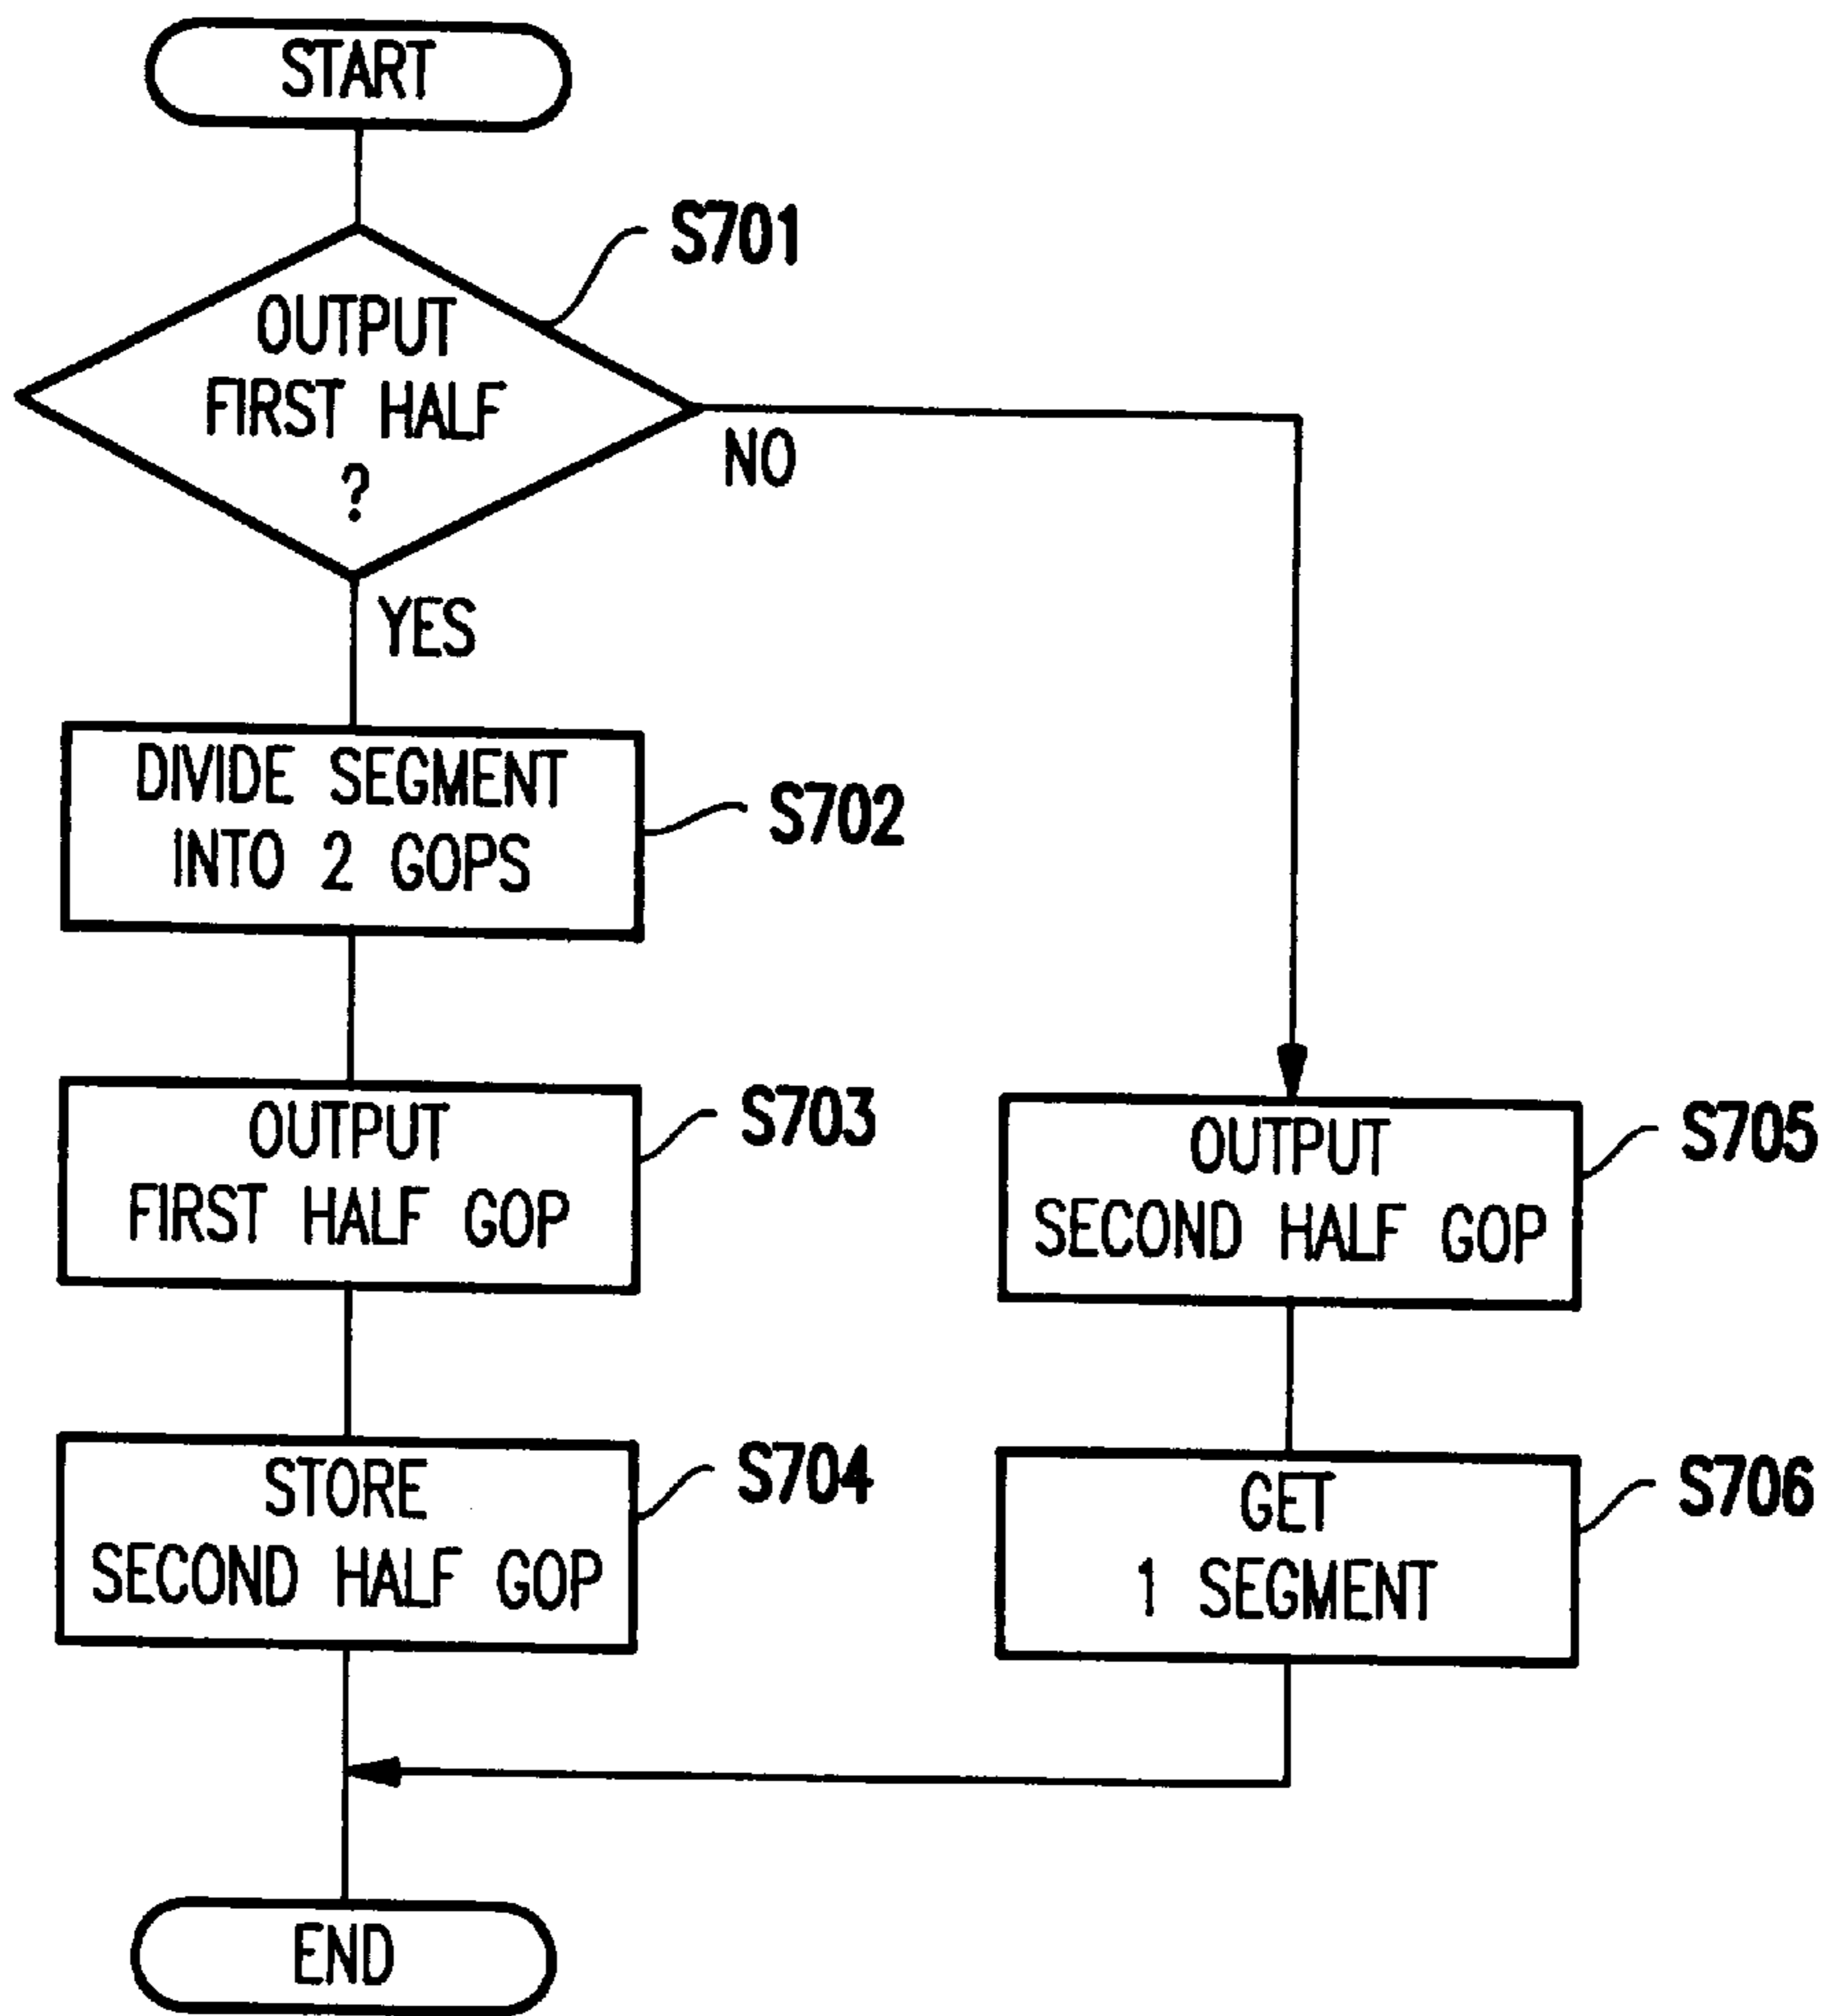 START
S701
OUTPUT
FIRST HALF
?
NO
YES
DIVIDE SEGMENT
INTO 2 GOPS
S702
OUTPUT
FIRST HALF GOP
S703
OUTPUT
SECOND HALF GOP
S705
STORE
SECOND HALF GOP
S704
GET
1 SEGMENT
S706
END